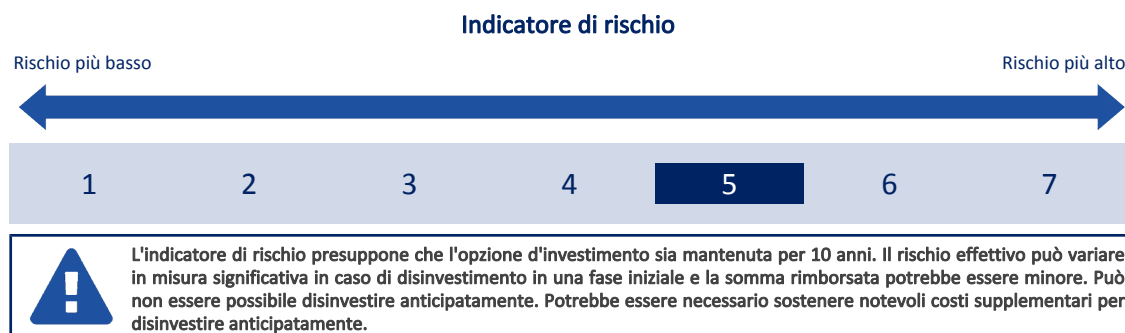 Indicatore di rischio
Rischio più basso
Rischio più alto
1 2 3 4 5 6 7
L'indicatore di rischio presuppone che l'opzione d'investimento sia mantenuta per 10 anni. Il rischio effettivo può variare
in misura significativa in caso di disinvestimento in una fase iniziale e la somma rimborsata potrebbe essere minore. Può
non essere possibile disinvestire anticipatamente. Potrebbe essere necessario sostenere notevoli costi supplementari per
disinvestire anticipatamente.